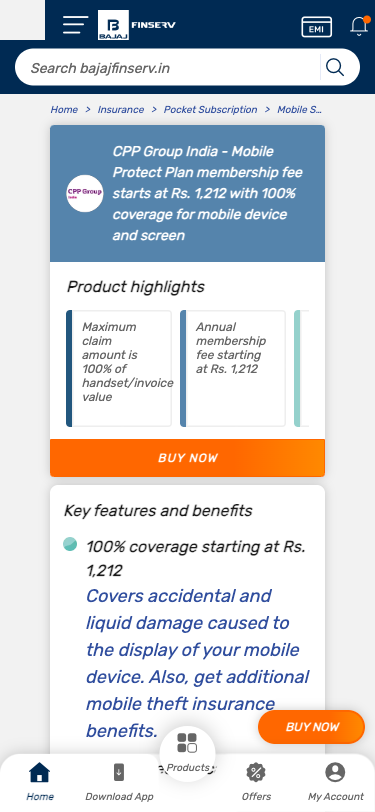 BAJAJ
FINSERV
EMI
Search bajajfinserv.in
Home > Insurance > Pocket Subscription > Mobile S...
CPP Group
India
CPP Group India - Mobile
Protect Plan membership fee
starts at Rs. 1,212 with 100%
coverage for mobile device
and screen
Product highlights
Maximum
claim
amount is
100% of
handset/invoice
value
Annual
membership
fee starting
at Rs. 1,212
BUY NOW
Key features and benefits
100% coverage starting at Rs.
1,212
Covers accidental and
liquid damage caused to
the display of your mobile
device. Also, get additional
mobile theft insurance
benefits.
BUY NOW
Products
Home
Download App
Offers
My Account